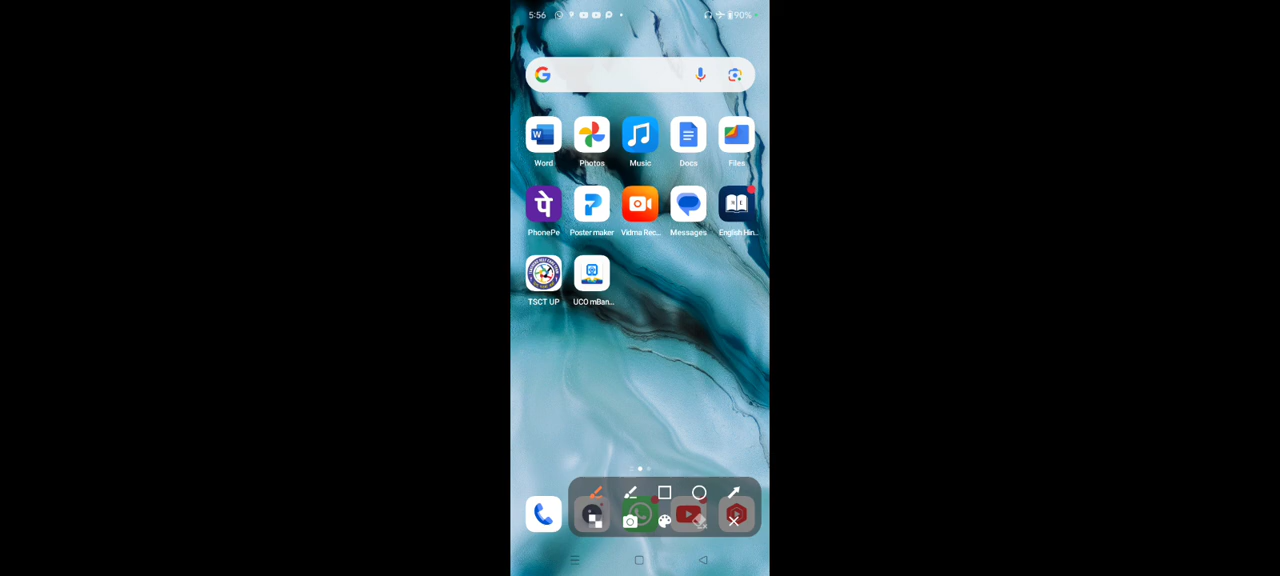 5:56 90%
Word Photos Music Docs Files
PhonePe Poster maker Vidma Rec... Messages English Hin...
TSCT UP UCO mBan...